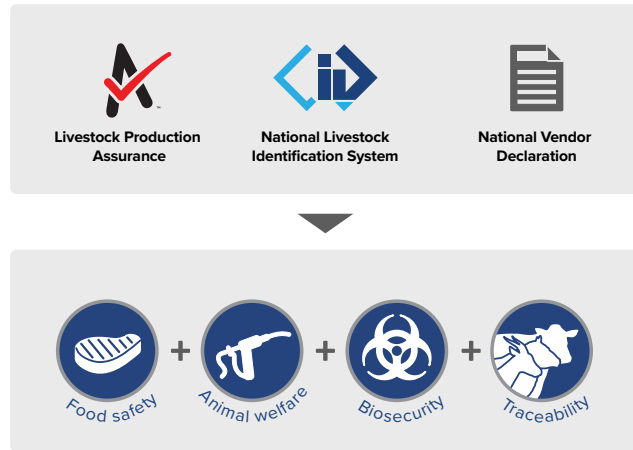 Livestock Production
Assurance
National Livestock
Identification System
National Vendor
Declaration
Food safety
Animal welfare
Biosecurity
Traceability